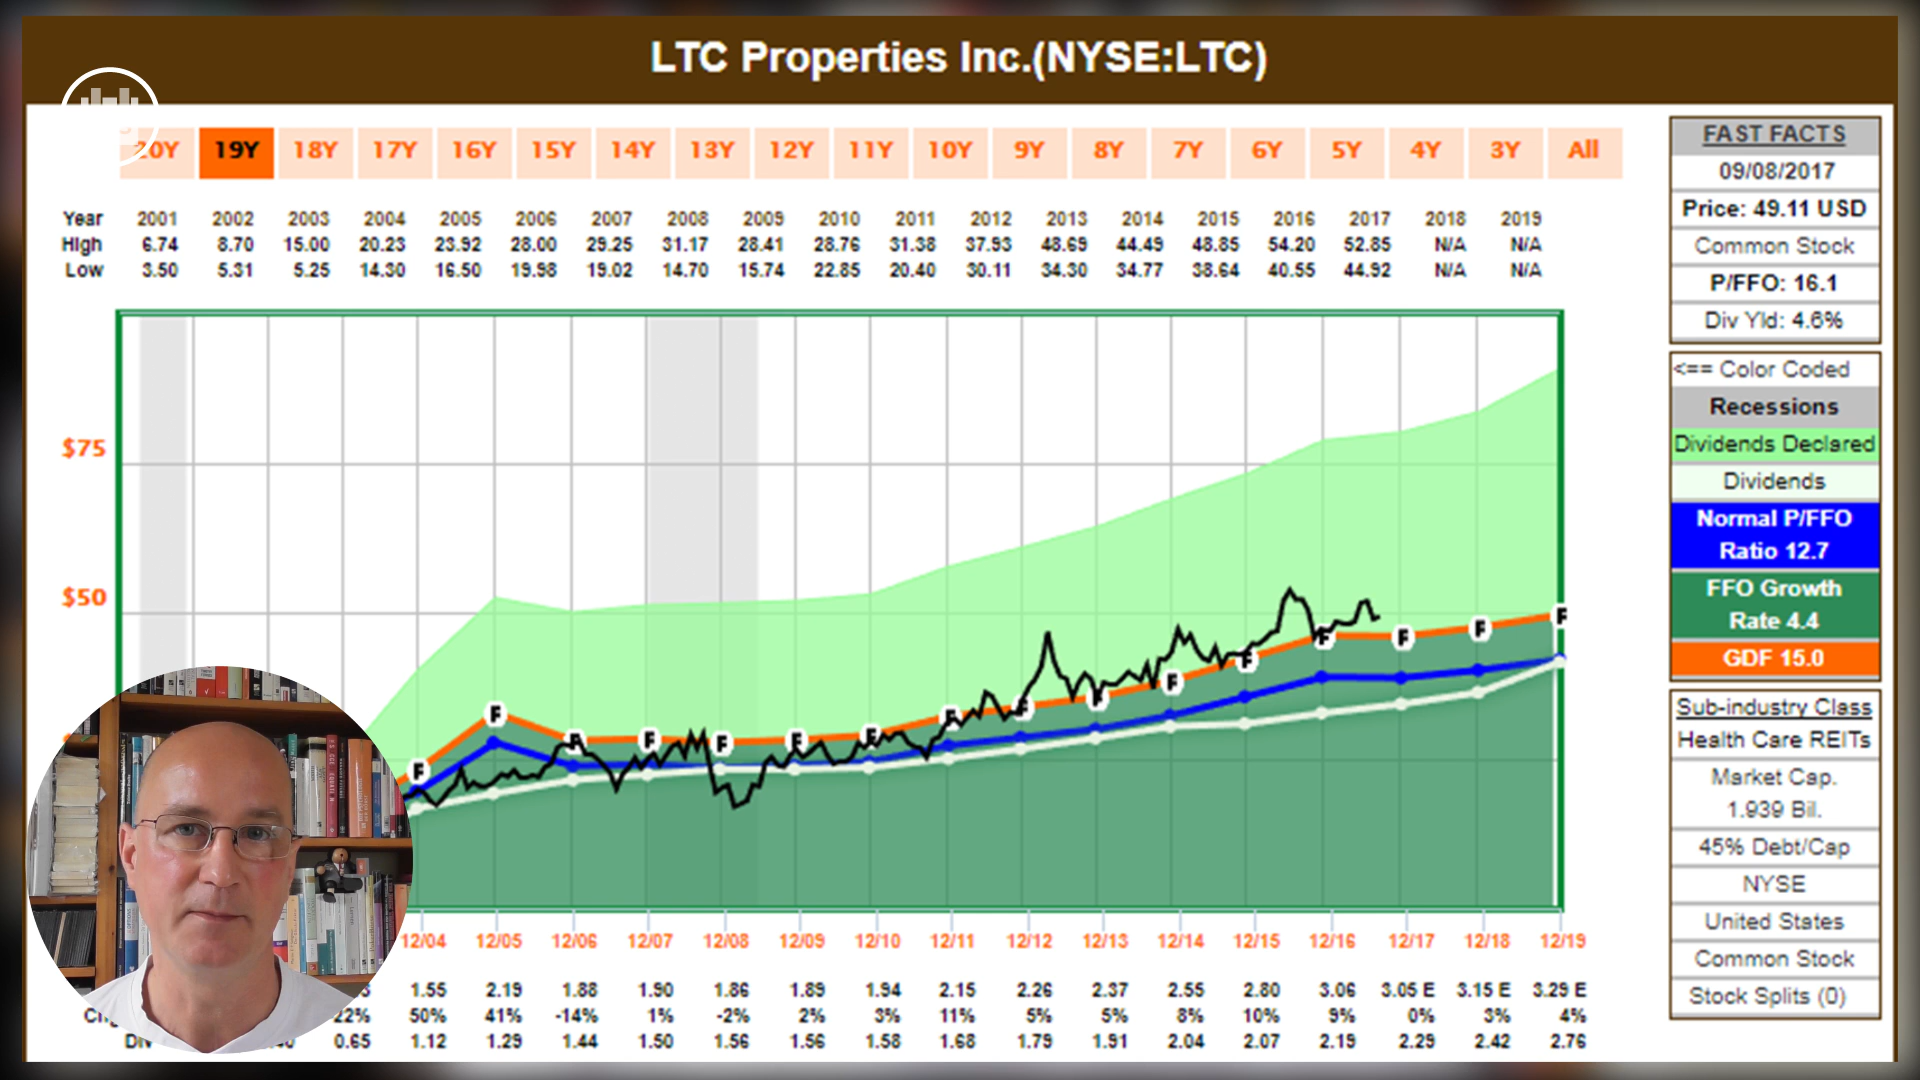 LTC Properties Inc.(NYSE:LTC)
20Y 19Y 18Y 17Y 16Y 15Y 14Y 13Y 12Y 11Y 10Y 9Y 8Y 7Y 6Y 5Y 4Y 3Y All
Year 2001 2002 2003 2004 2005 2006 2007 2008 2009 2010 2011 2012 2013 2014 2015 2016 2017 2018 2019
High 6.74 8.70 15.00 20.23 23.92 28.00 29.25 31.17 28.41 28.76 31.38 37.93 48.69 44.49 48.85 54.20 52.85 N/A N/A
Low 3.50 5.31 5.25 14.30 16.50 19.98 19.02 14.70 15.74 22.85 20.40 30.11 34.30 34.77 38.64 40.55 44.92 N/A N/A
$75
$50
F F F F F F F F F F F F F F F F
12/04 12/05 12/06 12/07 12/08 12/09 12/10 12/11 12/12 12/13 12/14 12/15 12/16 12/17 12/18 12/19
1.55 2.19 1.88 1.90 1.86 1.89 1.94 2.15 2.26 2.37 2.55 2.80 3.06 3.05 E 3.15 E 3.29 E
22% 50% 41% -14% 1% -2% 2% 3% 11% 5% 5% 8% 10% 9% 0% 3% 4%
0.65 1.12 1.29 1.44 1.50 1.56 1.56 1.58 1.68 1.79 1.91 2.04 2.07 2.19 2.29 2.42 2.76
FAST FACTS
09/08/2017
Price: 49.11 USD
Common Stock
P/FFO: 16.1
Div Yld: 4.6%
<== Color Coded
Recessions
Dividends Declared
Dividends
Normal P/FFO
Ratio 12.7
FFO Growth
Rate 4.4
GDF 15.0
Sub-industry Class
Health Care REITs
Market Cap.
1.939 Bil.
45% Debt/Cap
NYSE
United States
Common Stock
Stock Splits (0)